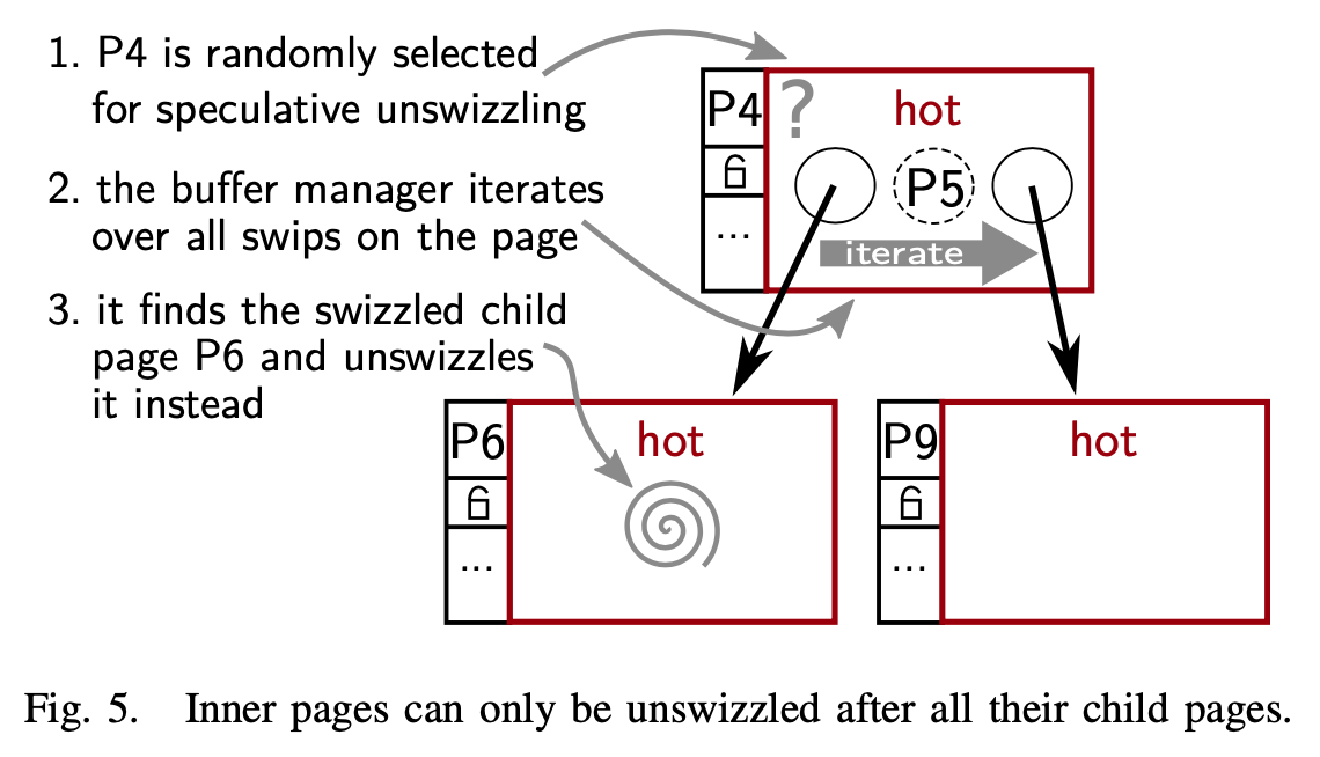 1. P4 is randomly selected
for speculative unswizzling
2. the buffer manager iterates
over all swips on the page
3. it finds the swizzled child
page P6 and unswizzles
it instead
P4
?
hot
...
P5
iterate
P6
hot
...
P9
hot
...
Fig. 5. Inner pages can only be unswizzled after all their child pages.